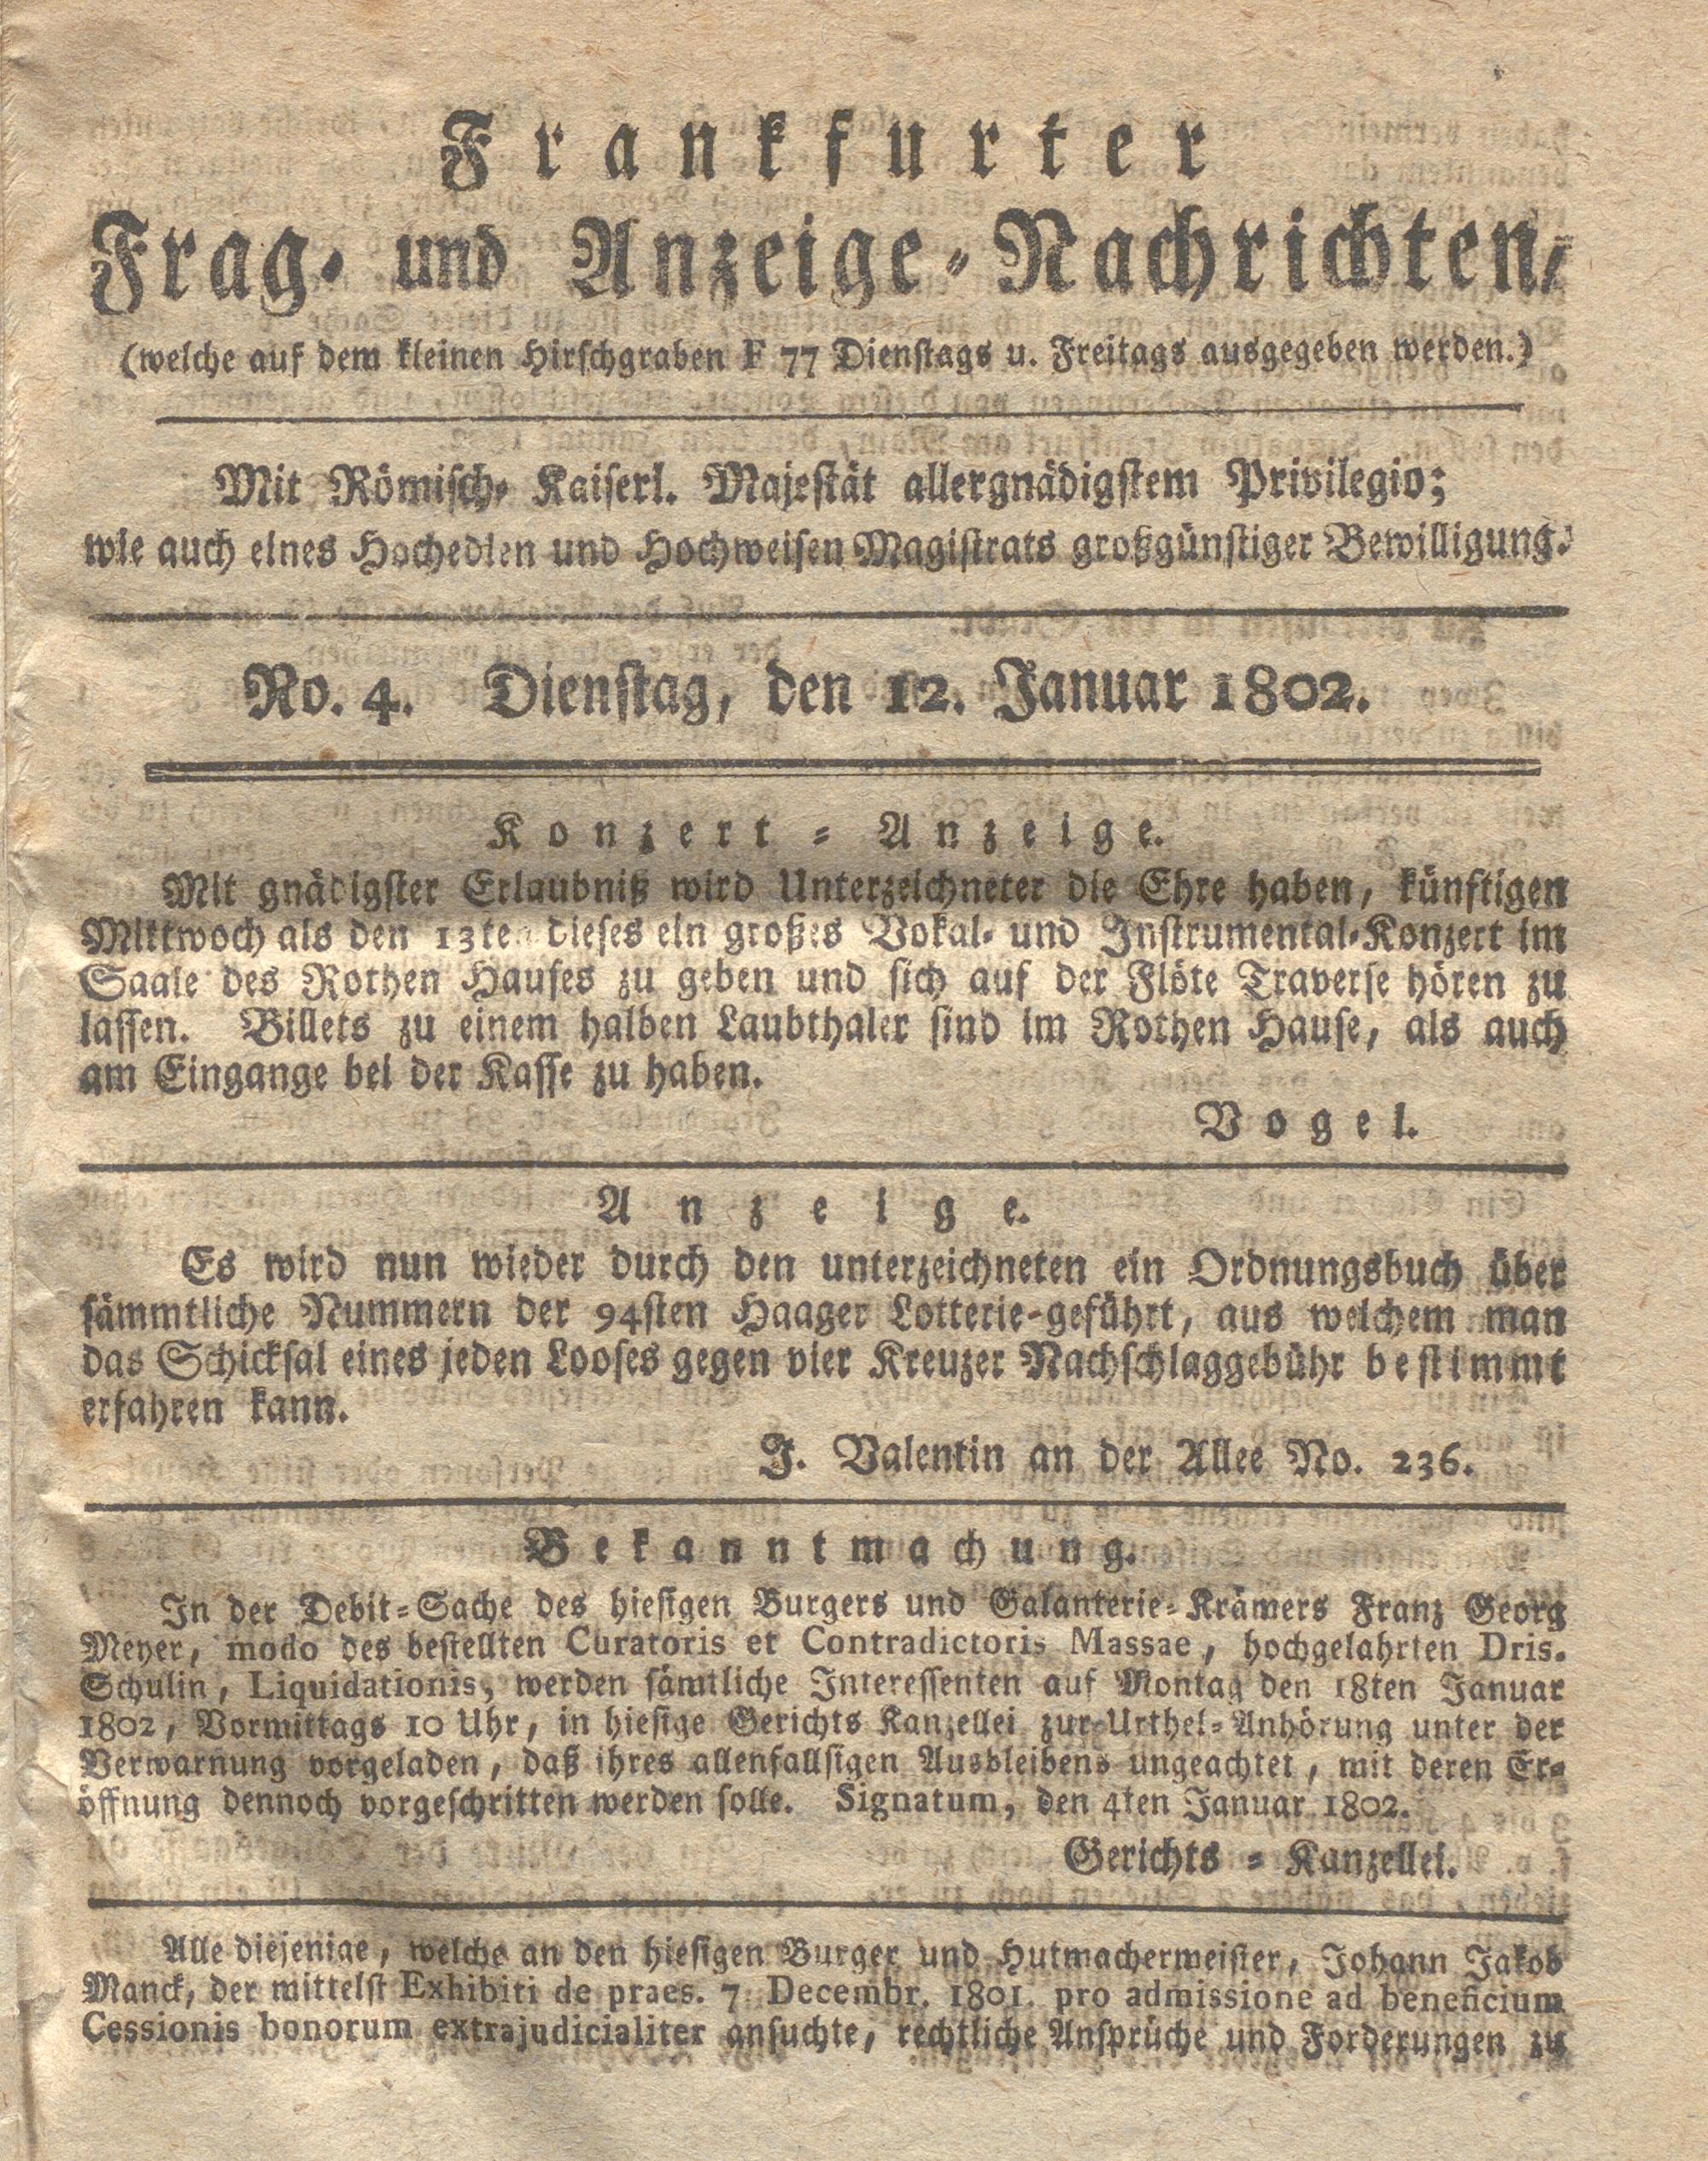 Frankfurter
Frag- und Anzeige-Nachrichten,
(welche auf dem kleinen Hirschgraben F 77 Dienstags u. Freitags ausgegeben werden.)
Mit Römisch- Kaiserl. Majestät allergnädigstem Privilegio;
wie auch eines Hochedlen und Hochweisen Magistrats großgünstiger Bewilligung.
No. 4. Dienstag, den 12. Januar 1802.
Konzert-Anzeige.
Mit gnädigster Erlaubniß wird Unterzeichneter die Ehre haben, künftigen
Mittwoch als den 13ten dieses ein großes Vokal- und Instrumental-Konzert im
Saale des Rothen Hauses zu geben und sich auf der Flöte Traverse hören zu
lassen. Billets zu einem halben Laubthaler sind im Rothen Hause, als auch
am Eingange bei der Kasse zu haben.
Vogel.
Anzeige.
Es wird nun wieder durch den unterzeichneten ein Ordnungsbuch über
sämmtliche Nummern der 94sten Haager Lotterie-geführt, aus welchem man
das Schicksal eines jeden Looses gegen vier Kreuzer Nachschlaggebühr bestimmt
erfahren kann.
J. Valentin an der Allee No. 236.
Bekanntmachung.
In der Debit-Sache des hiesigen Burgers und Galanterie-Krämers Franz Georg
Meyer, modo des bestellten Curatoris et Contradictoris Massae, hochgelahrten Dris.
Schulin, Liquidationis, werden sämtliche Interessenten auf Montag den 18ten Januar
1802, Vormittags 10 Uhr, in hiesige Gerichts Kanzellei zur Urthel-Anhörung unter der
Verwarnung vorgeladen, daß ihres allenfallsigen Ausbleibens ungeachtet, mit deren Er-
öffnung dennoch vorgeschritten werden solle. Signatum, den 4ten Januar 1802.
Gerichts-Kanzellei.
Alle diejenige, welche an den hiesigen Burger und Hutmachermeister, Johann Jakob
Manck, der mittelst Exhibiti de praes. 7 Decembr. 1801. pro admissione ad beneficium
Cessionis bonorum extrajudicialiter ansuchte, rechtliche Ansprüche und Forderungen zu